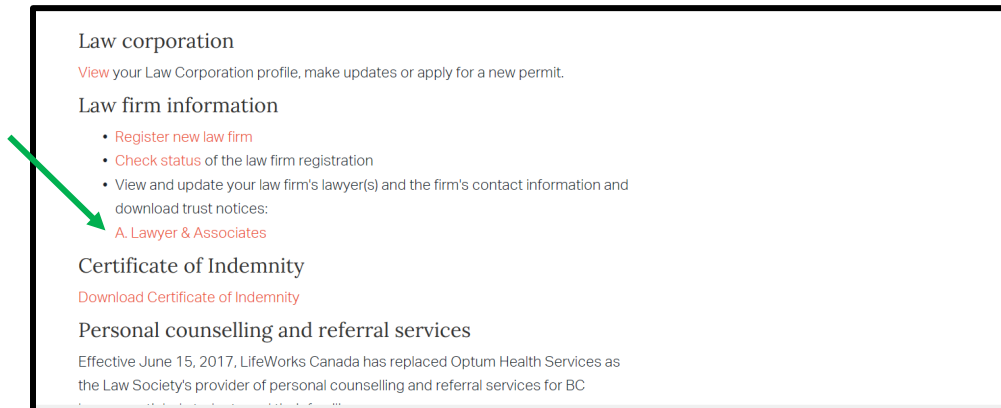 Law corporation
View your Law Corporation profile, make updates or apply for a new permit.
Law firm information
• Register new law firm
• Check status of the law firm registration
• View and update your law firm's lawyer(s) and the firm's contact information and
download trust notices:
A. Lawyer & Associates
Certificate of Indemnity
Download Certificate of Indemnity
Personal counselling and referral services
Effective June 15, 2017, LifeWorks Canada has replaced Optum Health Services as
the Law Society's provider of personal counselling and referral services for BC